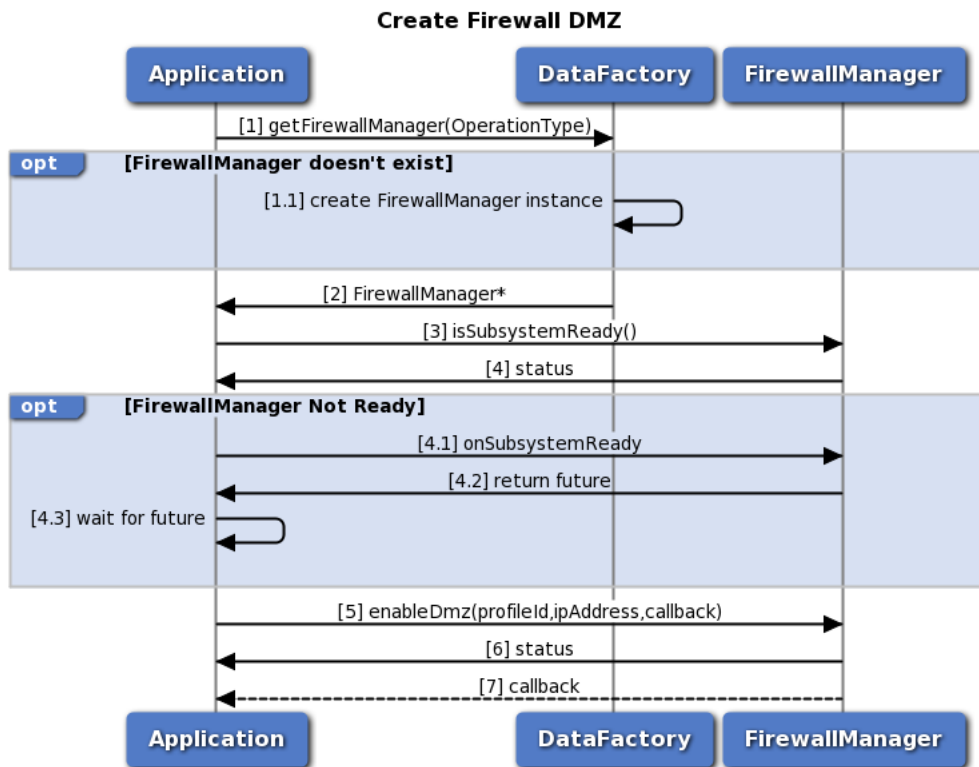 Create Firewall DMZ
Application DataFactory FirewallManager
[1] getFirewallManager(OperationType)
opt [FirewallManager doesn't exist]
[1.1] create FirewallManager instance
[2] FirewallManager*
[3] isSubsystemReady()
[4] status
opt [FirewallManager Not Ready]
[4.1] onSubsystemReady
[4.2] return future
[4.3] wait for future
[5] enableDmz(profileId,ipAddress,callback)
[6] status
[7] callback
Application DataFactory FirewallManager